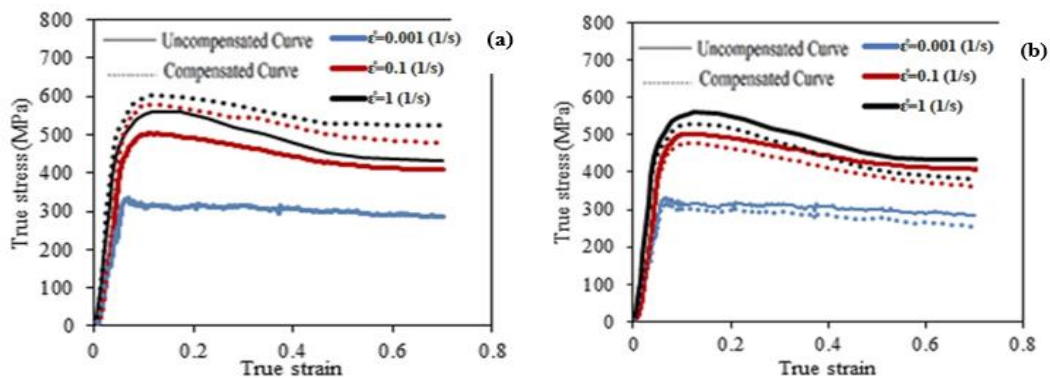 800
700
600
500
400
300
200
100
0
True stress (MPa)
0
0.2
0.4
0.6
0.8
True strain
Uncompensated Curve
Compensated Curve
ε̇=0.001 (1/s)
ε̇=0.1 (1/s)
ε̇=1 (1/s)
(a)
800
700
600
500
400
300
200
100
0
True stress (MPa)
0
0.2
0.4
0.6
0.8
True strain
Uncompensated Curve
Compensated Curve
ε̇=0.001 (1/s)
ε̇=0.1 (1/s)
ε̇=1 (1/s)
(b)